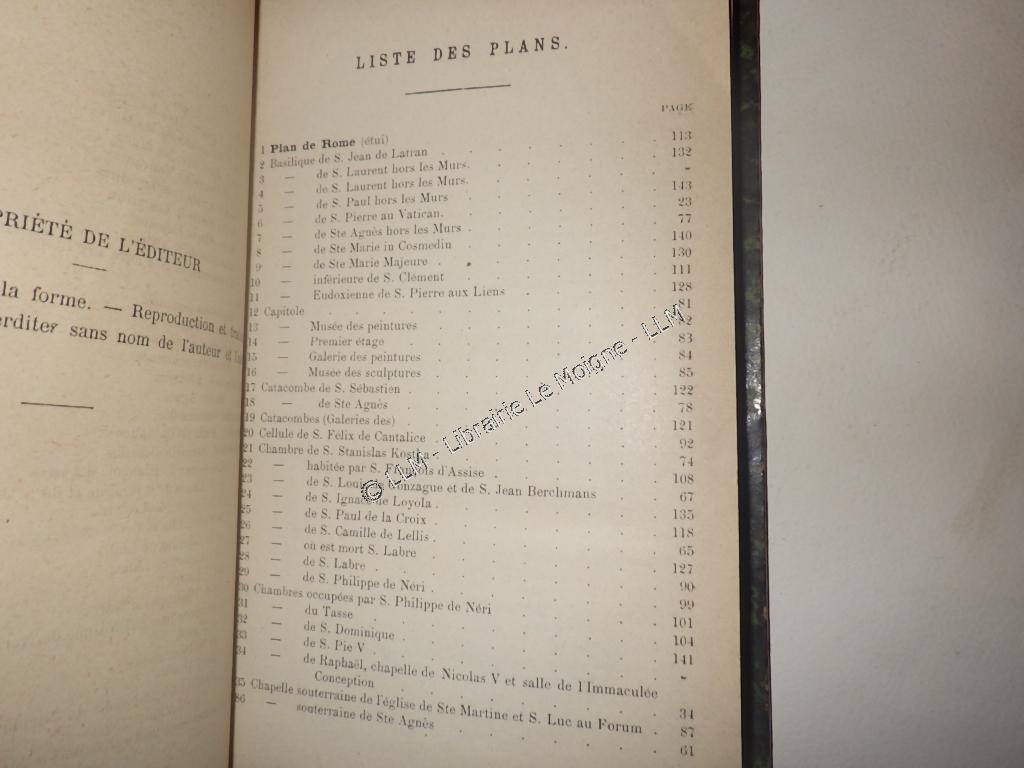 PRIÉTÉ DE L'ÉDITEUR
la forme. — Reproduction et
erdites sans nom de l'auteur et
LISTE DES PLANS.
PAGE
1 Plan de Rome (étui)
2 Basilique de S. Jean de Latran . 113
3 — de S. Laurent hors les Murs. 132
4 — de S. Laurent hors les Murs. -
5 — de S. Paul hors les Murs 143
6 — de S. Pierre au Vatican. 23
7 — de Ste Agnès hors les Murs . 77
8 — de Ste Marie in Cosmedin 140
9 — de Ste Marie Majeure . 130
10 — inférieure de S. Clément 111
11 — Eudoxienne de S. Pierre aux Liens 128
12 Capitole 81
13 — Musée des peintures 82
14 — Premier étage 83
15 — Galerie des peintures 84
16 — Musée des sculptures 85
17 Catacombe de S. Sébastien 122
18 — de Ste Agnès 78
19 Catacombes (Galeries des) 121
20 Cellule de S. Félix de Cantalice 92
21 Chambre de S. Stanislas Kostka 74
22 — habitée par S. François d'Assise . 108
23 — de S. Louis de Gonzague et de S. Jean Berchmans 67
24 — de S. Ignace de Loyola . 135
25 — de S. Paul de la Croix . 118
26 — de S. Camille de Lellis . 65
27 — où est mort S. Labre 127
28 — de S. Labre . 90
29 — de S. Philippe de Néri . 99
30 Chambres occupées par S. Philippe de Néri 101
31 — du Tasse 104
32 — de S. Dominique . 141
33 — de S. Pie V . -
34 — de Raphaël, chapelle de Nicolas V et salle de l'Immaculée
Conception 34
35 Chapelle souterraine de l'église de Ste Martine et S. Luc au Forum . 87
36 — souterraine de Ste Agnès 61
© LLM - Librairie Le Moigne - LLM